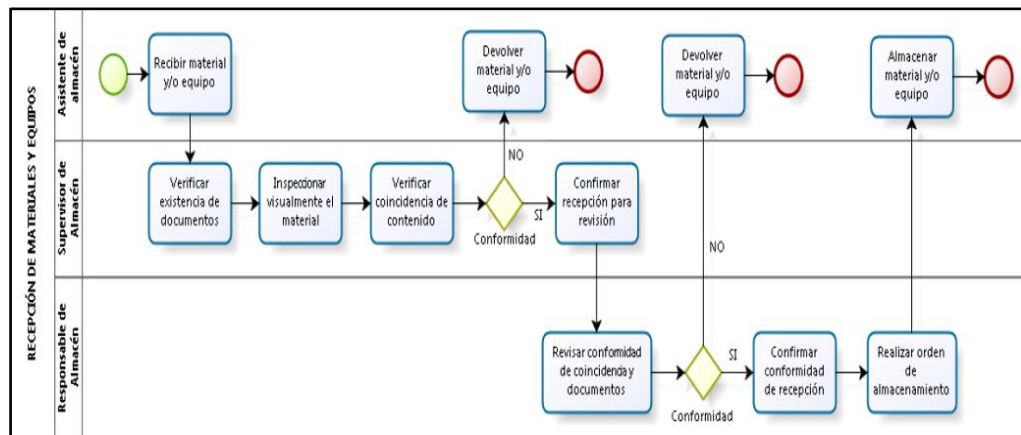 RECEPCIÓN DE MATERIALES Y EQUIPOS
Asistente de
almacén
Recibir material
y/o equipo
Devolver
material y/o
equipo
Devolver
material y/o
equipo
Almacenar
material y/o
equipo
Supervisor de
Almacén
Verificar
existencia de
documentos
Inspeccionar
visualmente el
material
Verificar
coincidencia de
contenido
NO
SI
Conformidad
Confirmar
recepción para
revisión
NO
Responsable de
Almacén
Revisar conformidad
de coincidencia y
documentos
SI
Conformidad
Confirmar
conformidad
de recepción
Realizar orden
de
almacenamiento